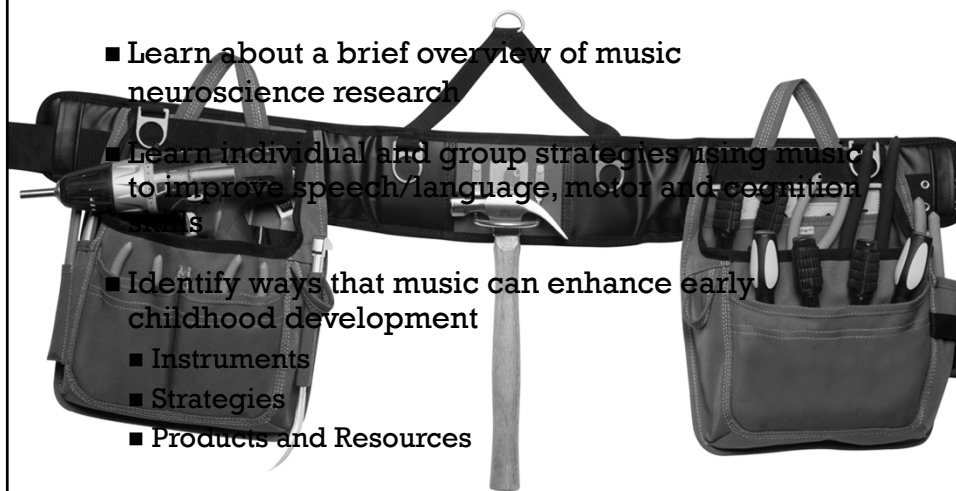 ■ Learn about a brief overview of music
neuroscience research
■ Learn individual and group strategies using music
to improve speech/language, motor and cognition
skills
■ Identify ways that music can enhance early
childhood development
■ Instruments
■ Strategies
■ Products and Resources